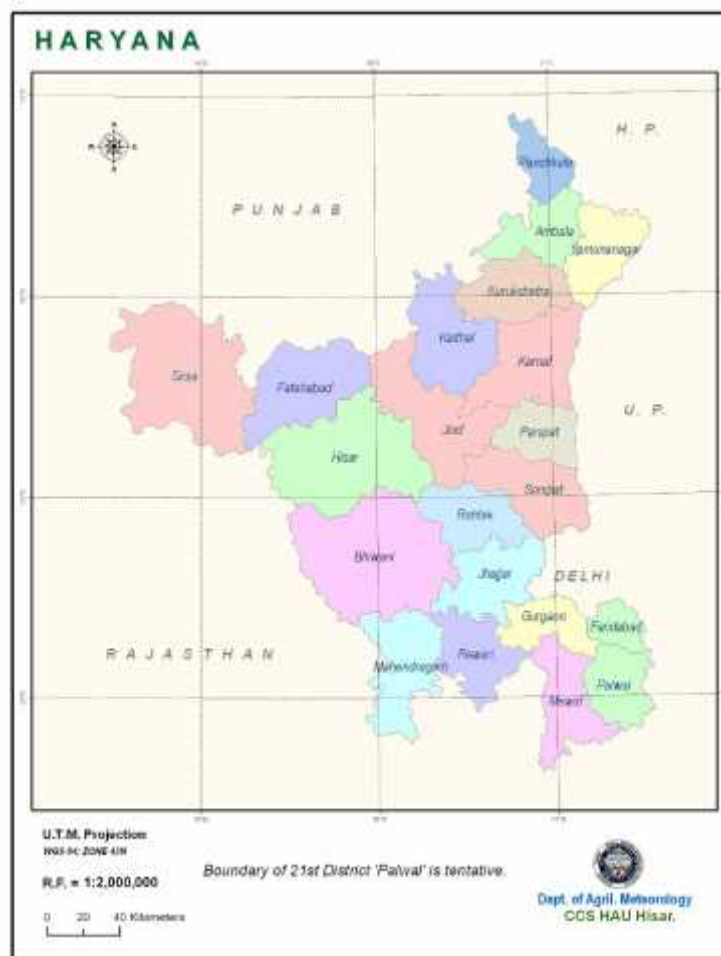 HARYANA
H. P.
Panchkula
PUNJAB
Ambala
Yamunanagar
Kurukshetra
Kaithal
Karnal
Sirsa
Fatehabad
U. P.
Jind
Panipat
Hisar
Sonipat
Rohtak
Bhiwani
Jhajjar
DELHI
Gurgaon
Faridabad
RAJASTHAN
Mahendragarh
Rewari
Palwal
Mewat
U.T.M. Projection
R.F. = 1:2,000,000
Boundary of 21st District 'Palwal' is tentative.
Dept. of Agril. Meteorology
CCS HAU Hisar.
0 20 40 Kilometers